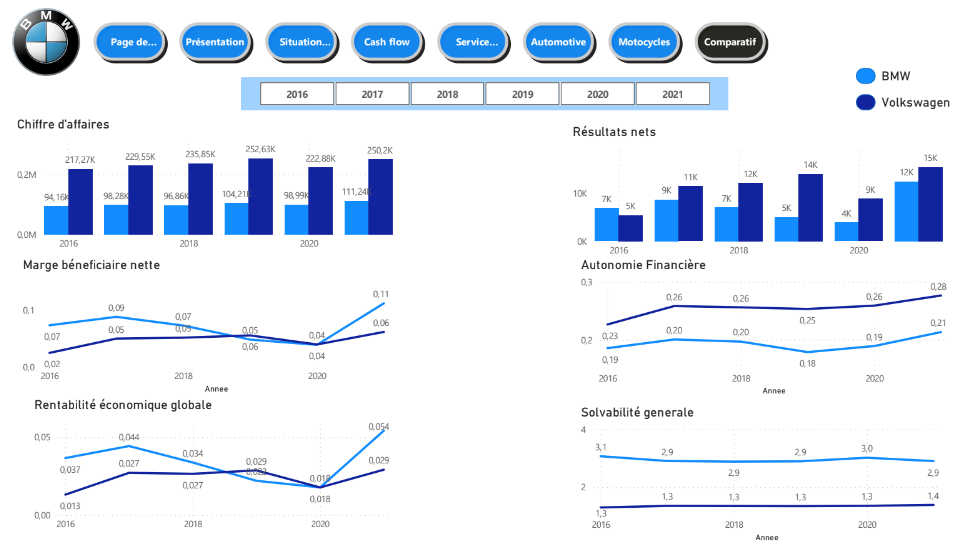 BMW
Page de...
Présentation
Situation...
Cash flow
Service...
Automotive
Motocycles
Comparatif
2016 2017 2018 2019 2020 2021
BMW
Volkswagen
Chiffre d'affaires
0,2M
0,0M
94,16K 217,27K 98,28K 229,55K 96,86K 235,85K 104,21K 252,63K 98,99K 222,88K 111,24K 250,2K
2016 2018 2020
Résultats nets
10K
0K
7K 5K 9K 11K 7K 12K 5K 14K 4K 9K 12K 15K
2016 2018 2020
Marge bénéficiaire nette
0,1
0,0
0,07 0,09 0,07 0,06 0,04 0,11
0,02 0,05 0,05 0,05 0,04 0,06
2016 2018 2020
Annee
Autonomie Financière
0,3
0,2
0,23 0,26 0,26 0,25 0,26 0,28
0,19 0,20 0,20 0,18 0,19 0,21
2016 2018 2020
Annee
Rentabilité économique globale
0,05
0,00
0,037 0,044 0,034 0,018 0,054
0,013 0,027 0,027 0,029 0,018 0,029
2016 2018 2020
Solvabilité generale
4
2
3,1 2,9 2,9 2,9 3,0 2,9
1,3 1,3 1,3 1,3 1,3 1,4
2016 2018 2020
Annee